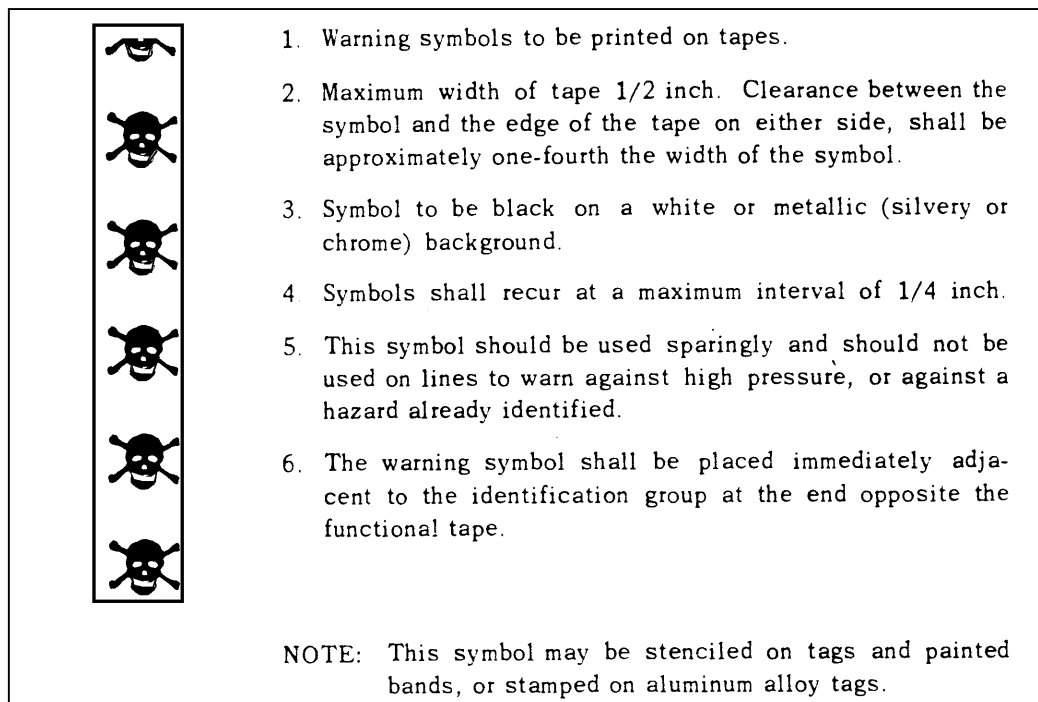 1. Warning symbols to be printed on tapes.
2. Maximum width of tape 1/2 inch. Clearance between the
symbol and the edge of the tape on either side, shall be
approximately one-fourth the width of the symbol.
3. Symbol to be black on a white or metallic (silvery or
chrome) background.
4. Symbols shall recur at a maximum interval of 1/4 inch.
5. This symbol should be used sparingly and should not be
used on lines to warn against high pressure, or against a
hazard already identified.
6. The warning symbol shall be placed immediately adja-
cent to the identification group at the end opposite the
functional tape.
NOTE: This symbol may be stenciled on tags and painted
bands, or stamped on aluminum alloy tags.